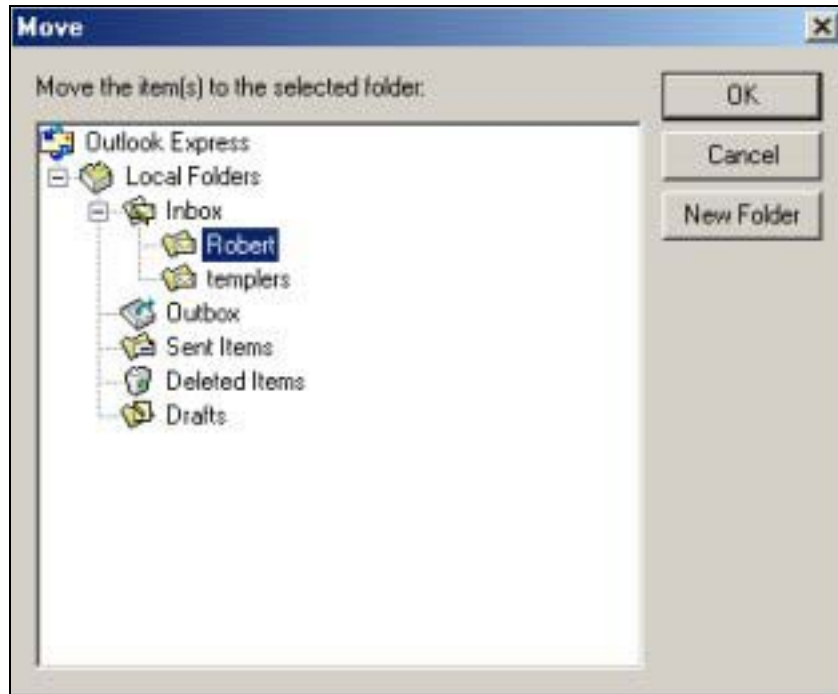 Move
Move the item(s) to the selected folder:
OK
Cancel
New Folder
Outlook Express
Local Folders
Inbox
Robert
templers
Outbox
Sent Items
Deleted Items
Drafts